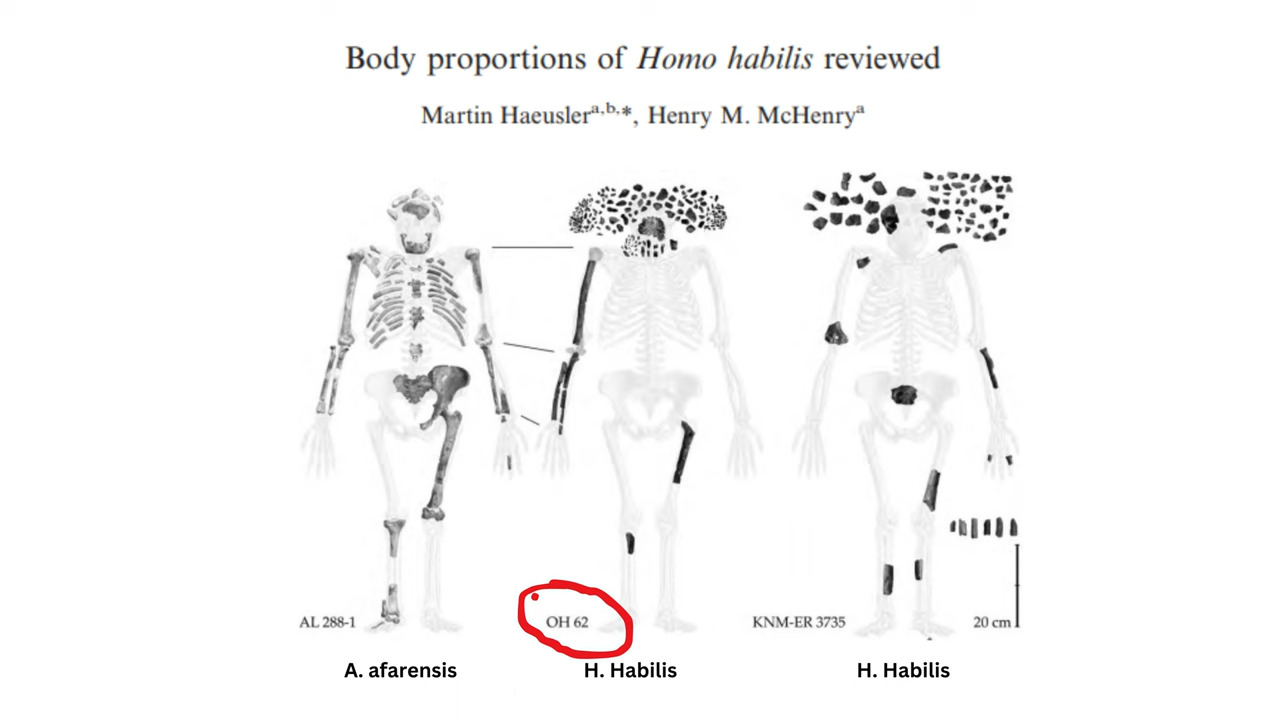 Body proportions of Homo habilis reviewed
Martin Haeusler a,b,*, Henry M. McHenry a
AL 288-1
OH 62
KNM-ER 3735
20 cm
A. afarensis
H. Habilis
H. Habilis